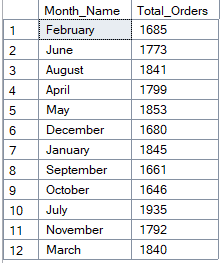 Month_Name Total_Orders
1 February 1685
2 June 1773
3 August 1841
4 April 1799
5 May 1853
6 December 1680
7 January 1845
8 September 1661
9 October 1646
10 July 1935
11 November 1792
12 March 1840